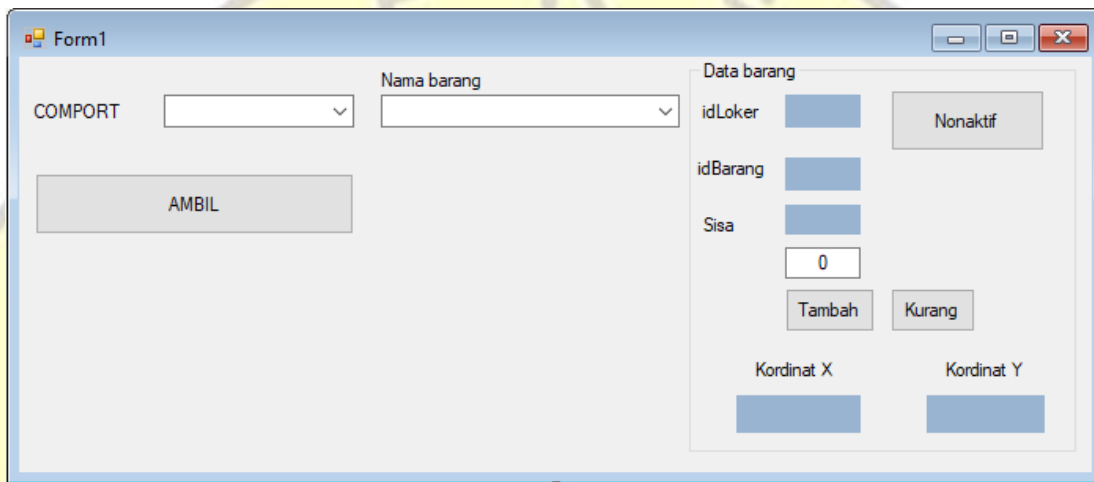 Form1
COMPORT
Nama barang
AMBIL
Data barang
idLoker
Nonaktif
idBarang
Sisa
0
Tambah Kurang
Kordinat X Kordinat Y